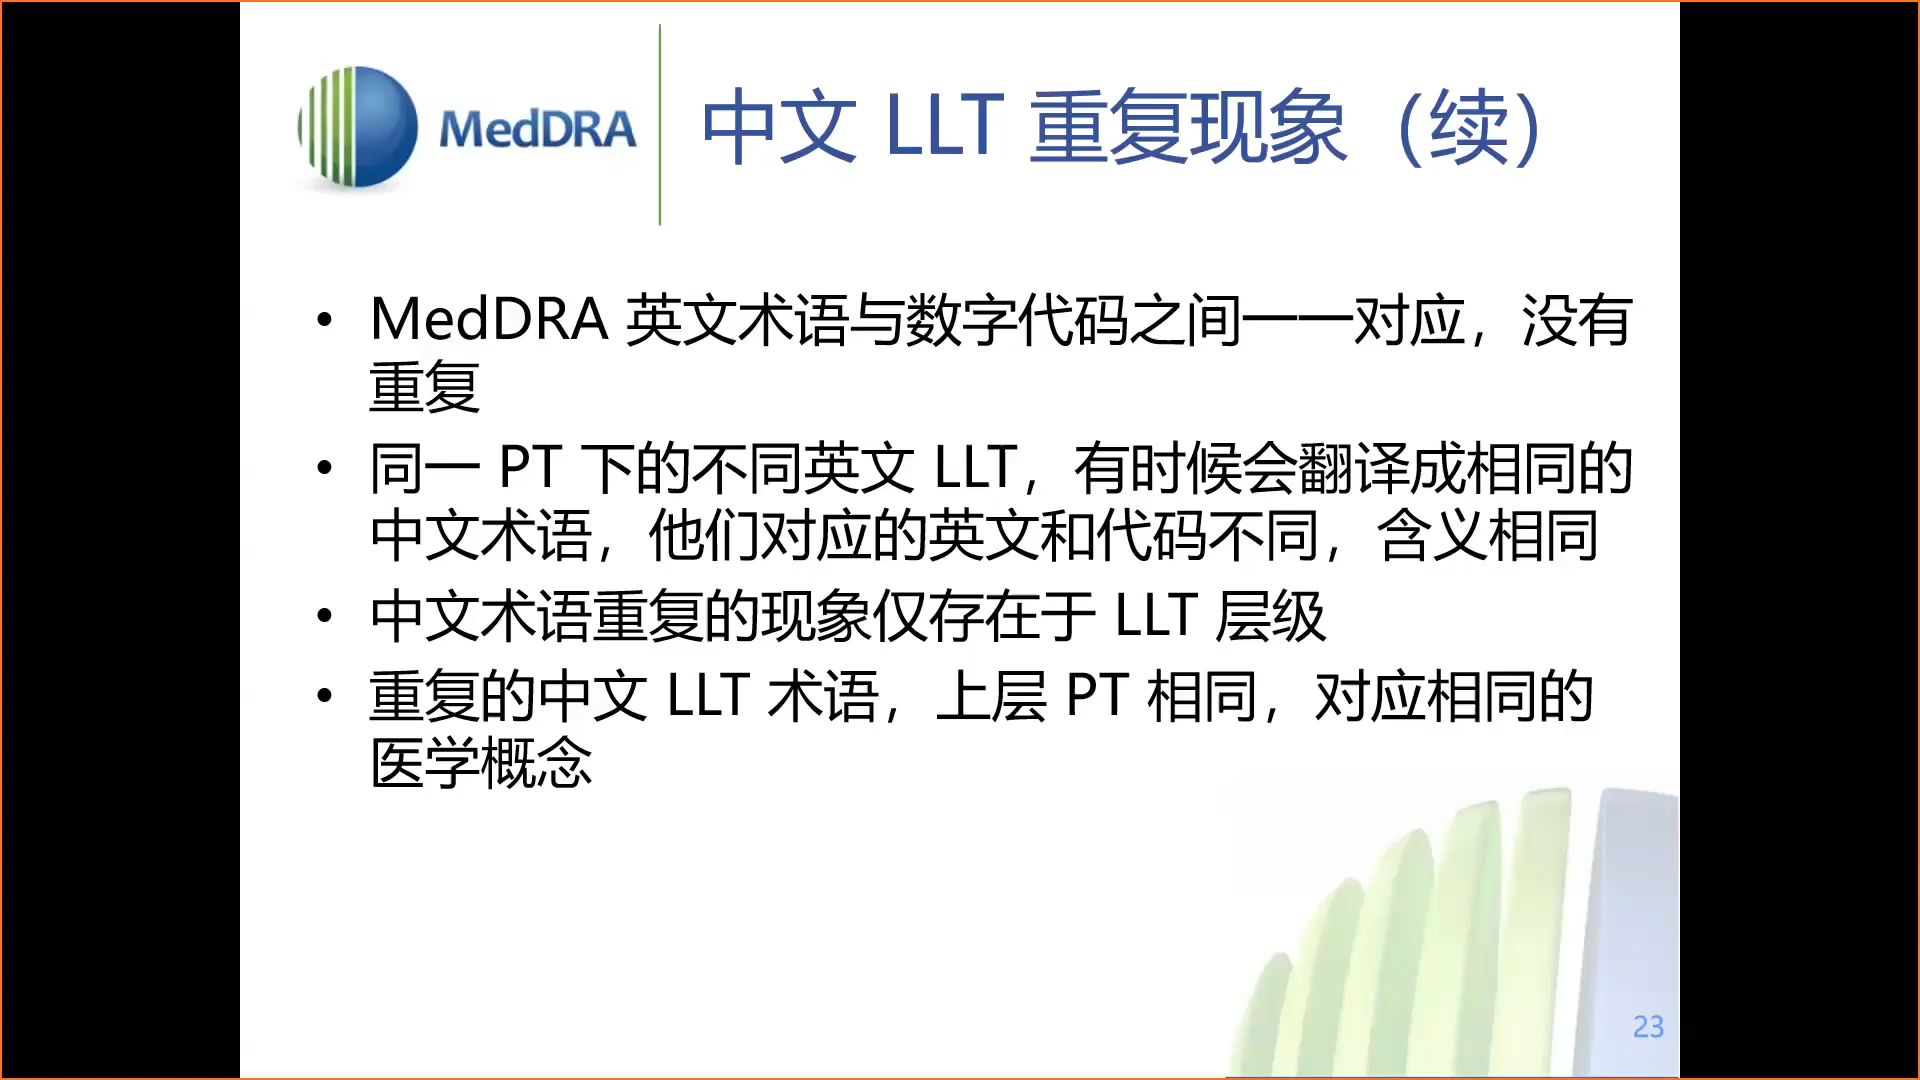 MedDRA
中文 LLT 重复现象（续）
• MedDRA 英文术语与数字代码之间一一对应，没有
重复
• 同一 PT 下的不同英文 LLT，有时候会翻译成相同的
中文术语，他们对应的英文和代码不同，含义相同
• 中文术语重复的现象仅存在于 LLT 层级
• 重复的中文 LLT 术语，上层 PT 相同，对应相同的
医学概念
23